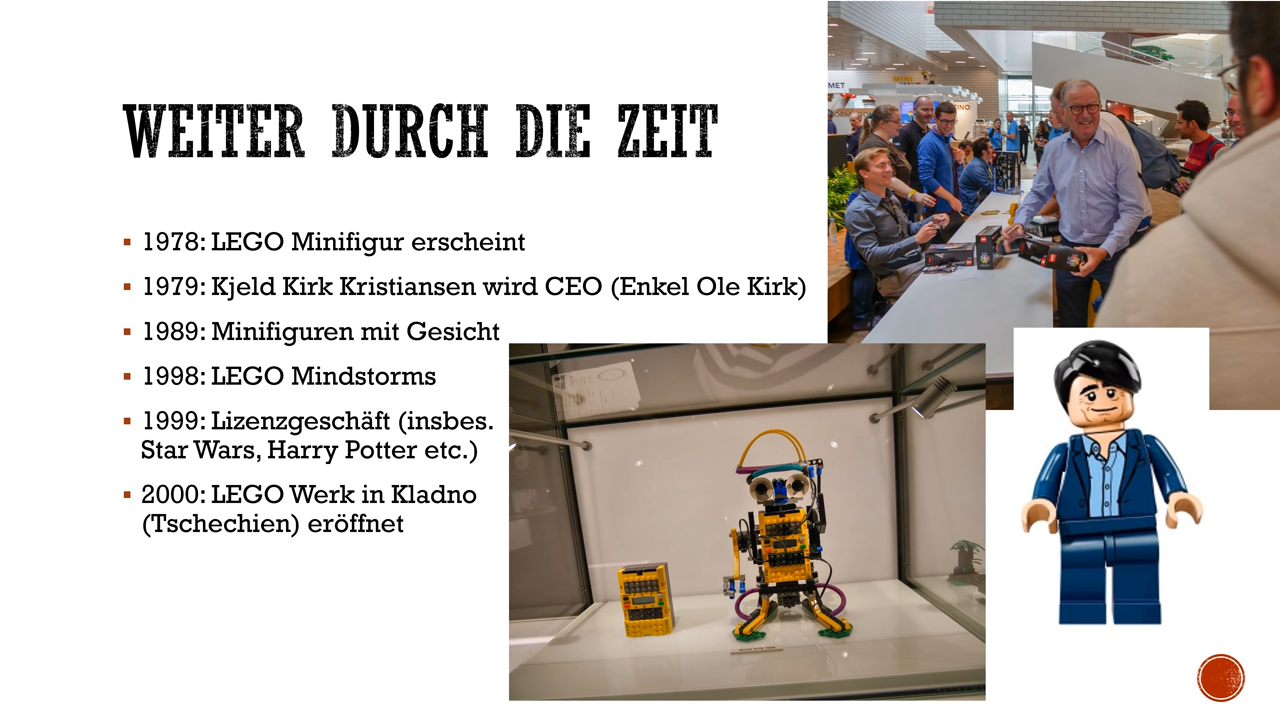 WEITER DURCH DIE ZEIT
1978: LEGO Minifigur erscheint
1979: Kjeld Kirk Kristiansen wird CEO (Enkel Ole Kirk)
1989: Minifiguren mit Gesicht
1998: LEGO Mindstorms
1999: Lizenzgeschäft (insbes.
Star Wars, Harry Potter etc.)
2000: LEGO Werk in Kladno
(Tschechien) eröffnet